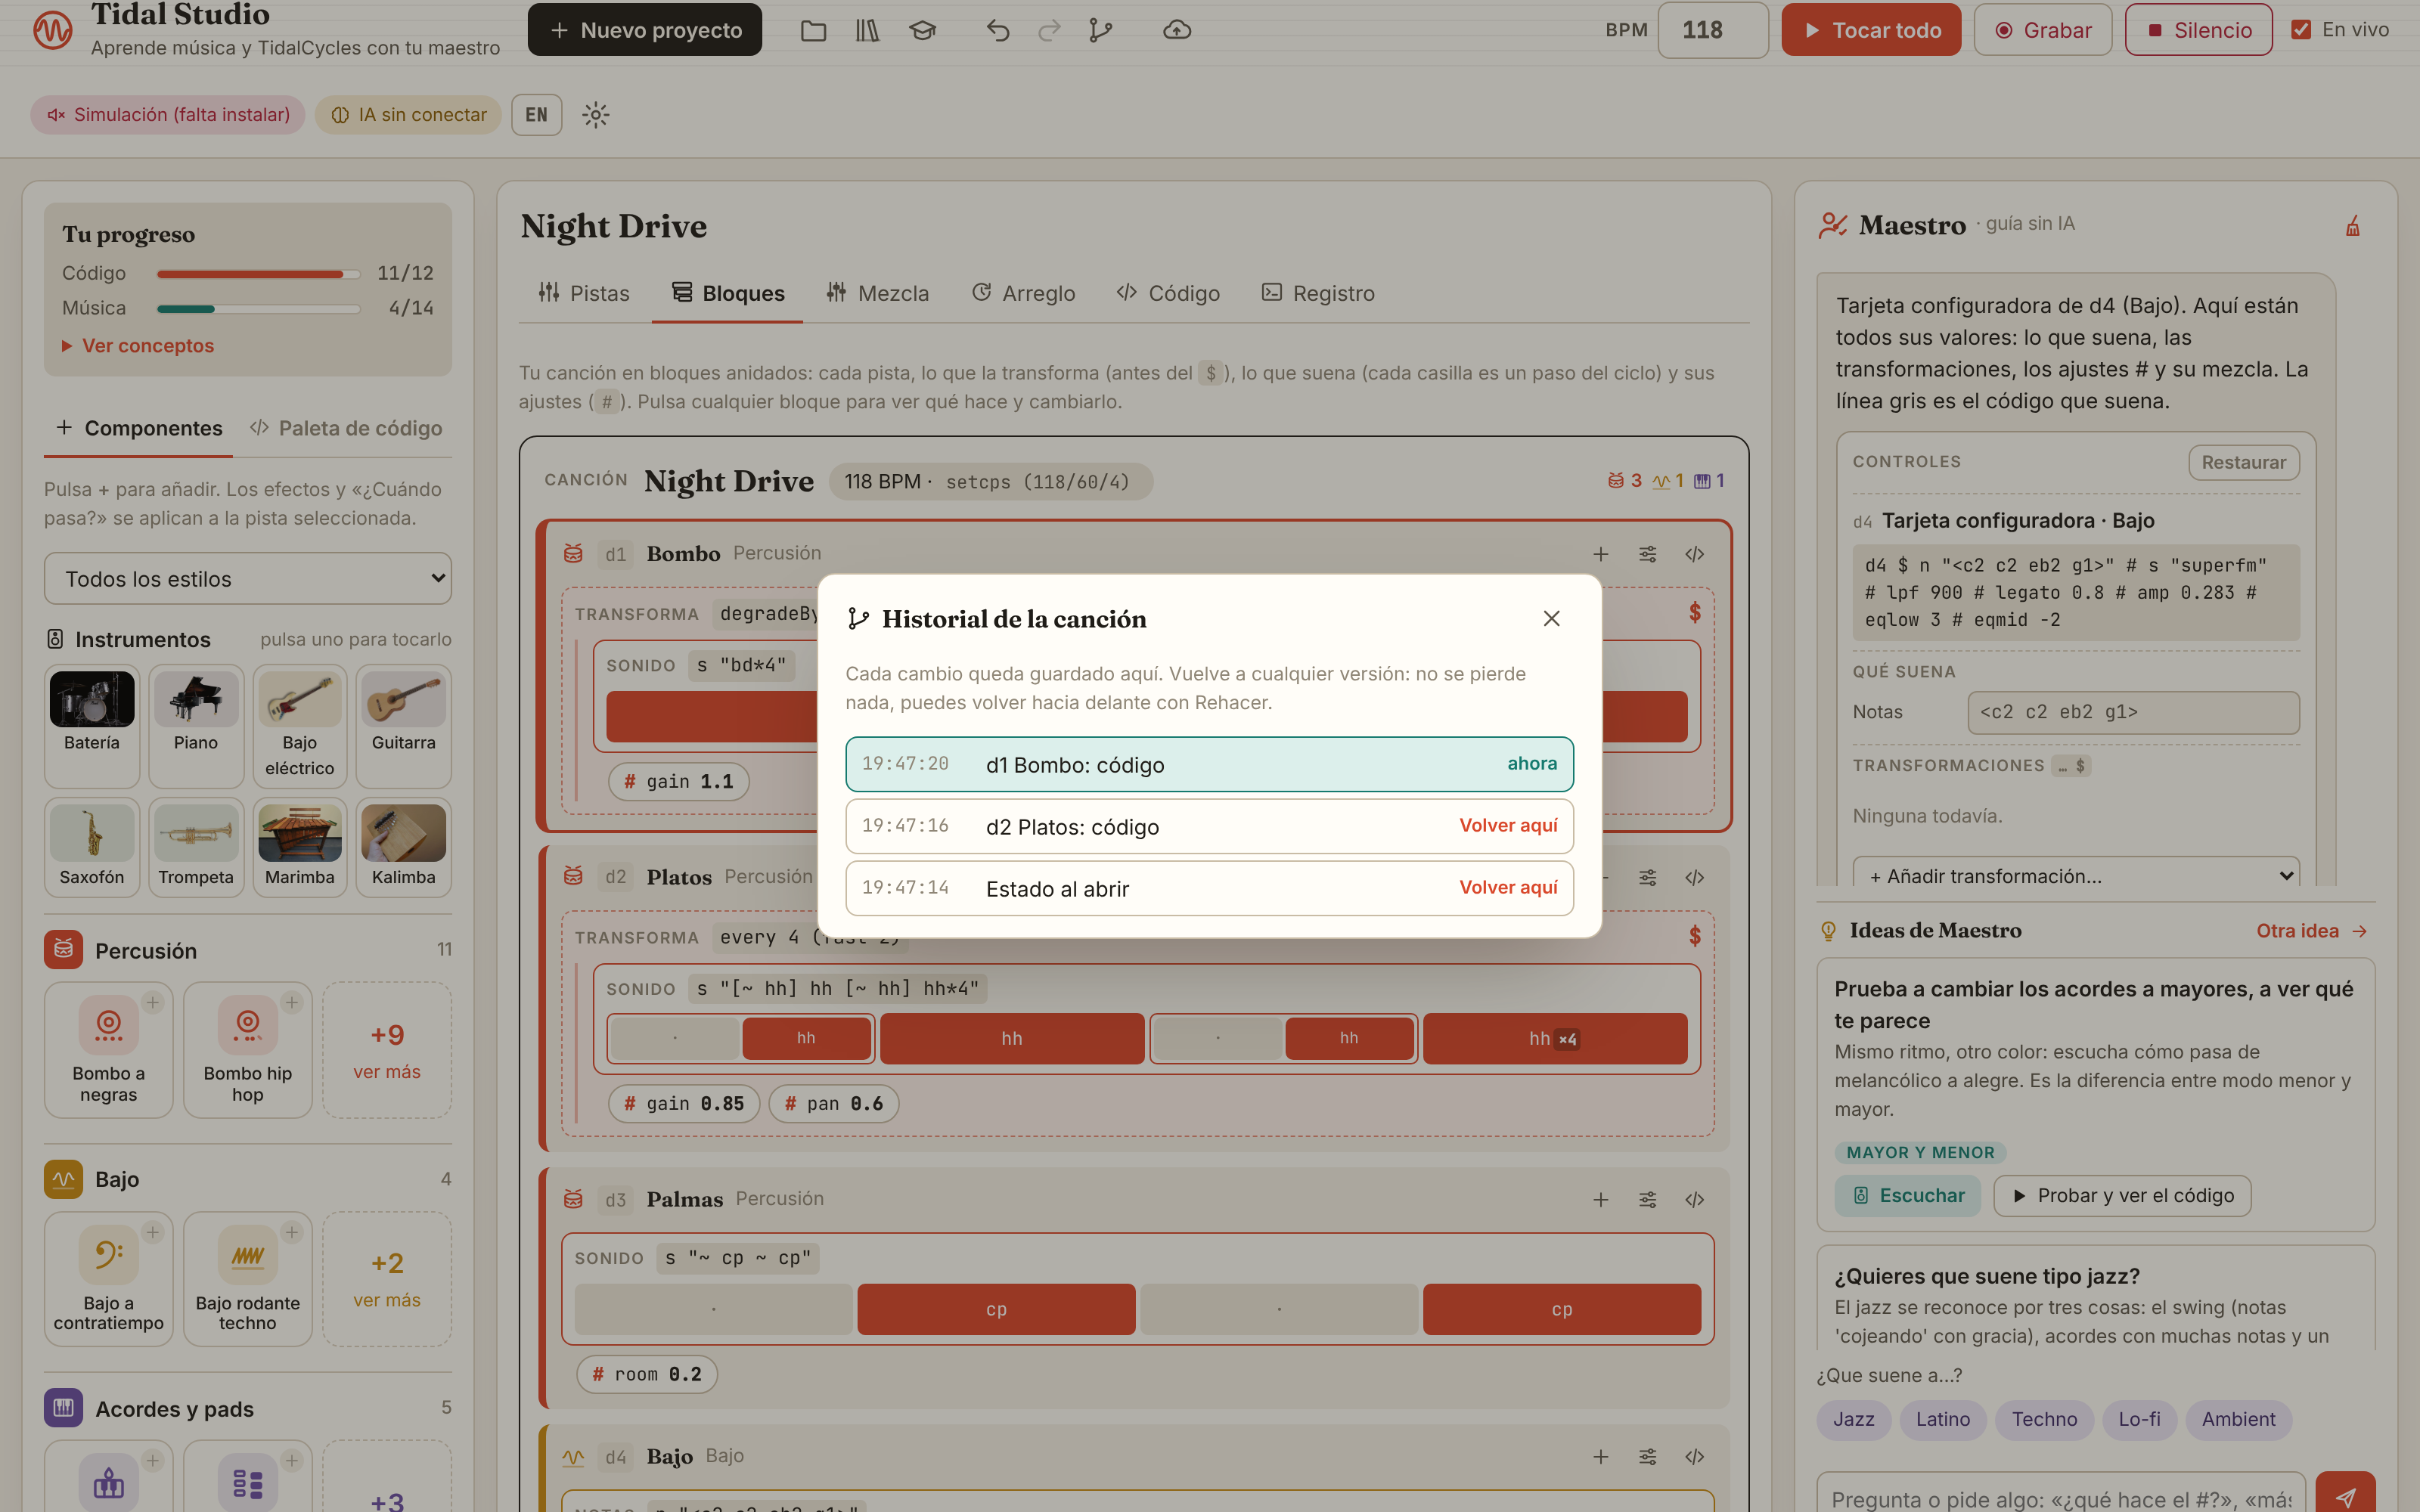 Tidal Studio
Aprende música y TidalCycles con tu maestro
Nuevo proyecto
BPM 118
Tocar todo
Grabar
Silencio
En vivo
Simulación (falta instalar)
IA sin conectar
EN
Tu progreso
Código 11/12
Música 4/14
Ver conceptos
Componentes
Paleta de código
Pulsa + para añadir. Los efectos y «¿Cuándo
pasa?» se aplican a la pista seleccionada.
Todos los estilos
Instrumentos pulsa uno para tocarlo
Batería
Piano
Bajo
eléctrico
Guitarra
Saxofón
Trompeta
Marimba
Kalimba
Percusión 11
Bombo a
negras
Bombo hip
hop
+9
ver más
Bajo 4
Bajo a
contratiempo
Bajo rodante
techno
+2
ver más
Acordes y pads 5
+3
Night Drive
Pistas
Bloques
Mezcla
Arreglo
Código
Registro
Tu canción en bloques anidados: cada pista, lo que la transforma (antes del $), lo que suena (cada casilla es un paso del ciclo) y sus
ajustes (#). Pulsa cualquier bloque para ver qué hace y cambiarlo.
CANCIÓN Night Drive 118 BPM · setcps (118/60/4) 3 1 1
d1 Bombo Percusión
TRANSFORMA degradeBy $
SONIDO s "bd*4"
# gain 1.1
d2 Platos Percusión
TRANSFORMA every 4 (fast 2) $
SONIDO s "[~ hh] hh [~ hh] hh*4"
· hh hh · hh hh ×4
# gain 0.85 # pan 0.6
d3 Palmas Percusión
SONIDO s "~ cp ~ cp"
· cp · cp
# room 0.2
d4 Bajo Bajo
NOTAS n "<c2 c2 eb2 g1>"
Historial de la canción
Cada cambio queda guardado aquí. Vuelve a cualquier versión: no se pierde
nada, puedes volver hacia delante con Rehacer.
19:47:20 d1 Bombo: código ahora
19:47:16 d2 Platos: código Volver aquí
19:47:14 Estado al abrir Volver aquí
Maestro · guía sin IA
Tarjeta configuradora de d4 (Bajo). Aquí están
todos sus valores: lo que suena, las
transformaciones, los ajustes # y su mezcla. La
línea gris es el código que suena.
CONTROLES Restaurar
d4 Tarjeta configuradora · Bajo
d4 $ n "<c2 c2 eb2 g1>" # s "superfm"
# lpf 900 # legato 0.8 # amp 0.283 #
eqlow 3 # eqmid -2
QUÉ SUENA
Notas <c2 c2 eb2 g1>
TRANSFORMACIONES … $
Ninguna todavía.
+ Añadir transformación...
Ideas de Maestro Otra idea
Prueba a cambiar los acordes a mayores, a ver qué
te parece
Mismo ritmo, otro color: escucha cómo pasa de
melancólico a alegre. Es la diferencia entre modo menor y
mayor.
MAYOR Y MENOR
Escuchar
Probar y ver el código
¿Quieres que suene tipo jazz?
El jazz se reconoce por tres cosas: el swing (notas
'cojeando' con gracia), acordes con muchas notas y un
¿Que suene a...?
Jazz
Latino
Techno
Lo-fi
Ambient
Pregunta o pide algo: «¿qué hace el #?», «más